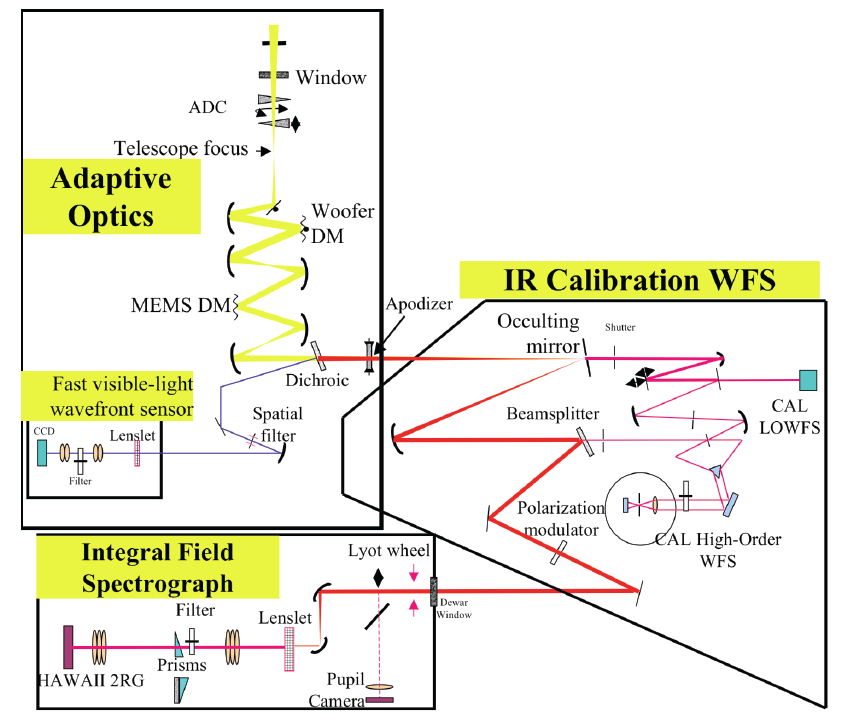 Window
ADC
Telescope focus
Adaptive
Optics
Woofer
DM
MEMS DM
Apodizer
Dichroic
Fast visible-light
wavefront sensor
CCD
Filter
Lenslet
Spatial
filter
IR Calibration WFS
Occulting
mirror
Shutter
CAL
LOWFS
Beamsplitter
Polarization
modulator
CAL High-Order
WFS
Integral Field
Spectrograph
Lyot wheel
Dewar
Window
Filter
Lenslet
Prisms
HAWAII 2RG
Pupil
Camera